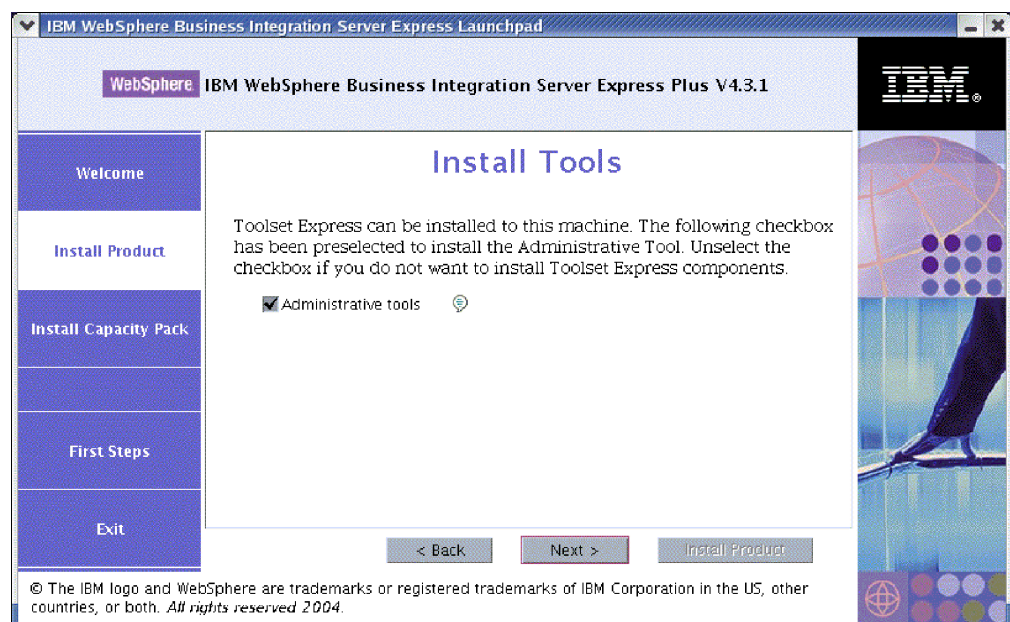 IBM WebSphere Business Integration Server Express Launchpad
WebSphere. IBM WebSphere Business Integration Server Express Plus V4.3.1
IBM®
Welcome
Install Product
Install Capacity Pack
First Steps
Exit
Install Tools
Toolset Express can be installed to this machine. The following checkbox
has been preselected to install the Administrative Tool. Unselect the
checkbox if you do not want to install Toolset Express components.
Administrative tools
< Back
Next >
Install Product
© The IBM logo and WebSphere are trademarks or registered trademarks of IBM Corporation in the US, other
countries, or both. All rights reserved 2004.